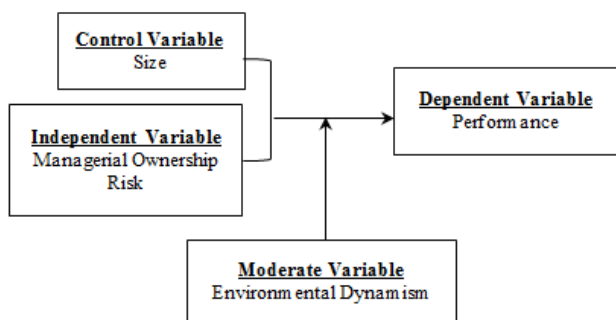 Control Variable
Size
Independent Variable
Managerial Ownership
Risk
Dependent Variable
Performance
Moderate Variable
Environmental Dynamism